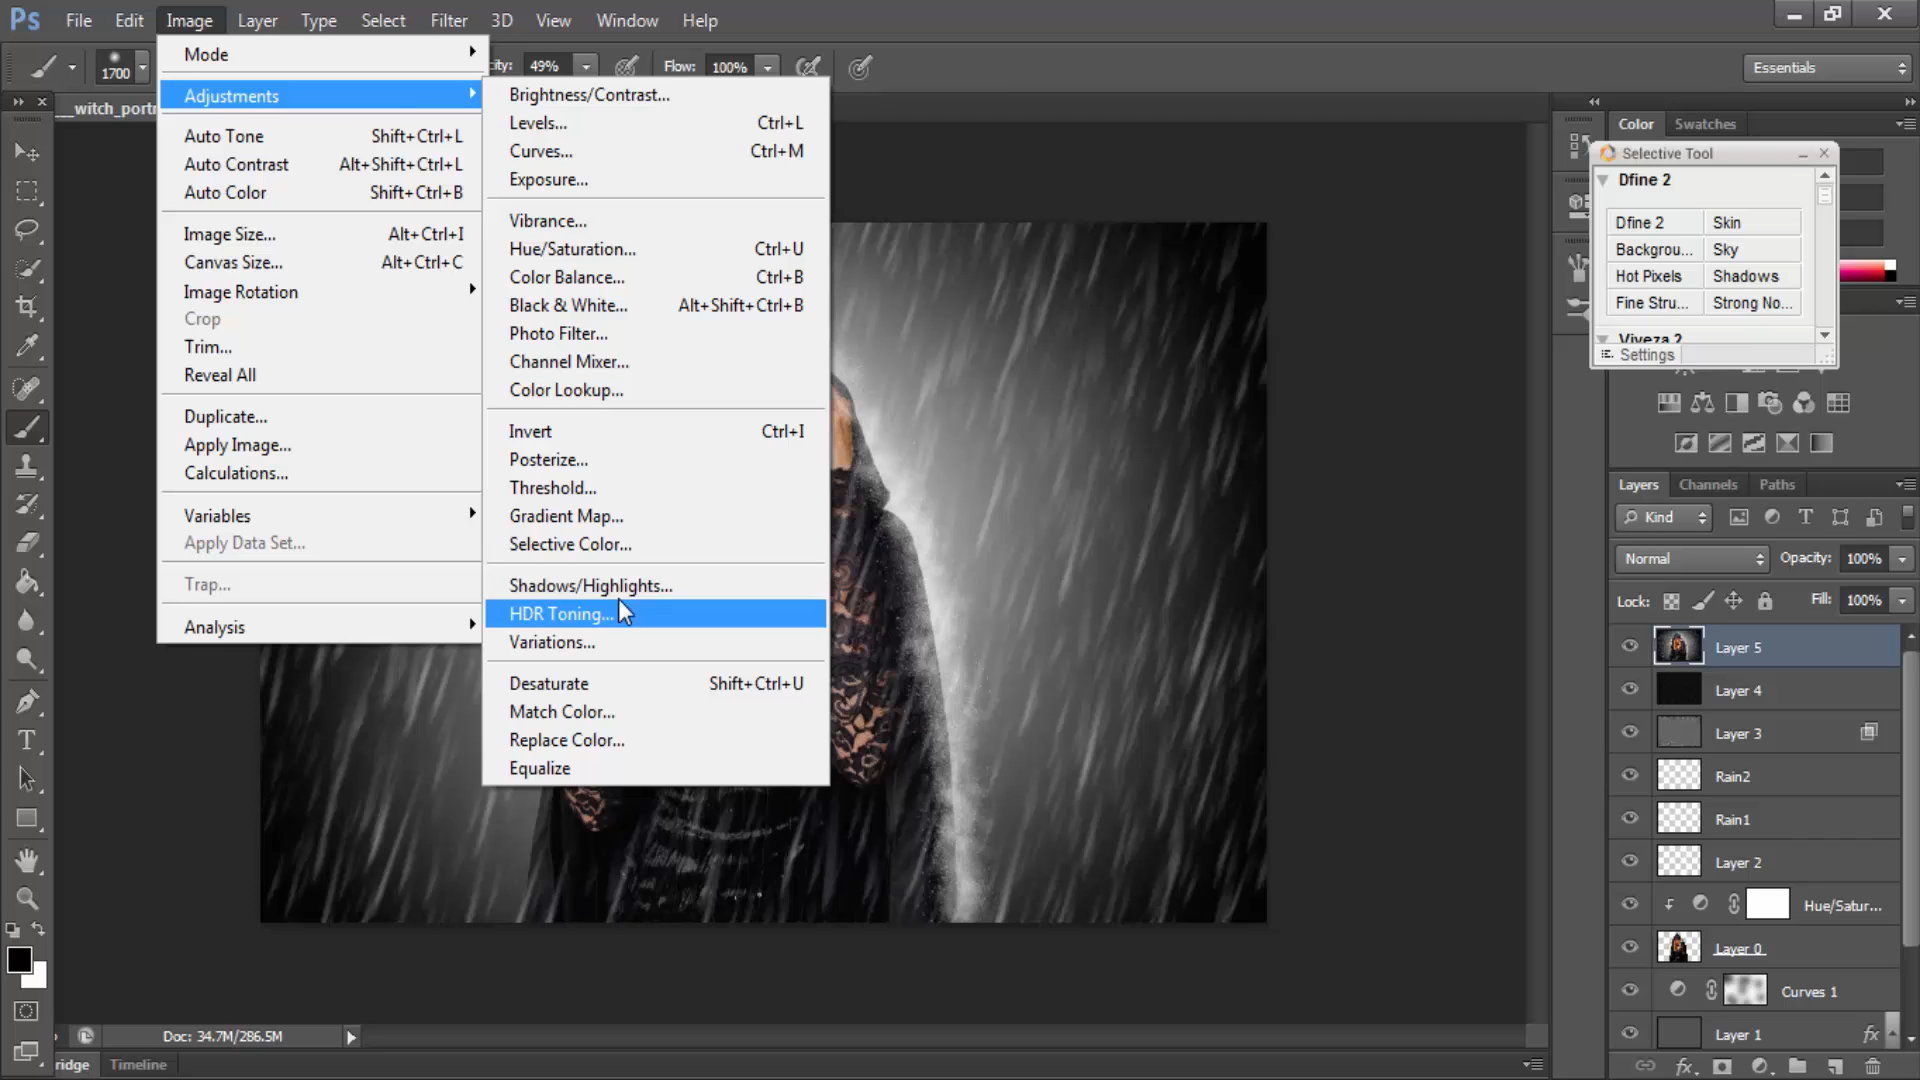 Ps File Edit Image Layer Type Select Filter 3D View Window Help
1700 49% Flow: 100% Essentials
Mode
Adjustments
Auto Tone Shift+Ctrl+L
Auto Contrast Alt+Shift+Ctrl+L
Auto Color Shift+Ctrl+B
Image Size... Alt+Ctrl+I
Canvas Size... Alt+Ctrl+C
Image Rotation
Crop
Trim...
Reveal All
Duplicate...
Apply Image...
Calculations...
Variables
Apply Data Set...
Trap...
Analysis
Brightness/Contrast...
Levels... Ctrl+L
Curves... Ctrl+M
Exposure...
Vibrance...
Hue/Saturation... Ctrl+U
Color Balance... Ctrl+B
Black & White... Alt+Shift+Ctrl+B
Photo Filter...
Channel Mixer...
Color Lookup...
Invert Ctrl+I
Posterize...
Threshold...
Gradient Map...
Selective Color...
Shadows/Highlights...
HDR Toning...
Variations...
Desaturate Shift+Ctrl+U
Match Color...
Replace Color...
Equalize
Color Swatches
Selective Tool
Dfine 2
Dfine 2 Skin
Backgrou... Sky
Hot Pixels Shadows
Fine Stru... Strong No...
Viveza 2
Settings
Layers Channels Paths
Kind
Normal Opacity: 100%
Lock: Fill: 100%
Layer 5
Layer 4
Layer 3
Rain2
Rain1
Layer 2
Hue/Satur...
Layer 0
Curves 1
Layer 1 fx
fx
Doc: 34.7M/286.5M
Timeline